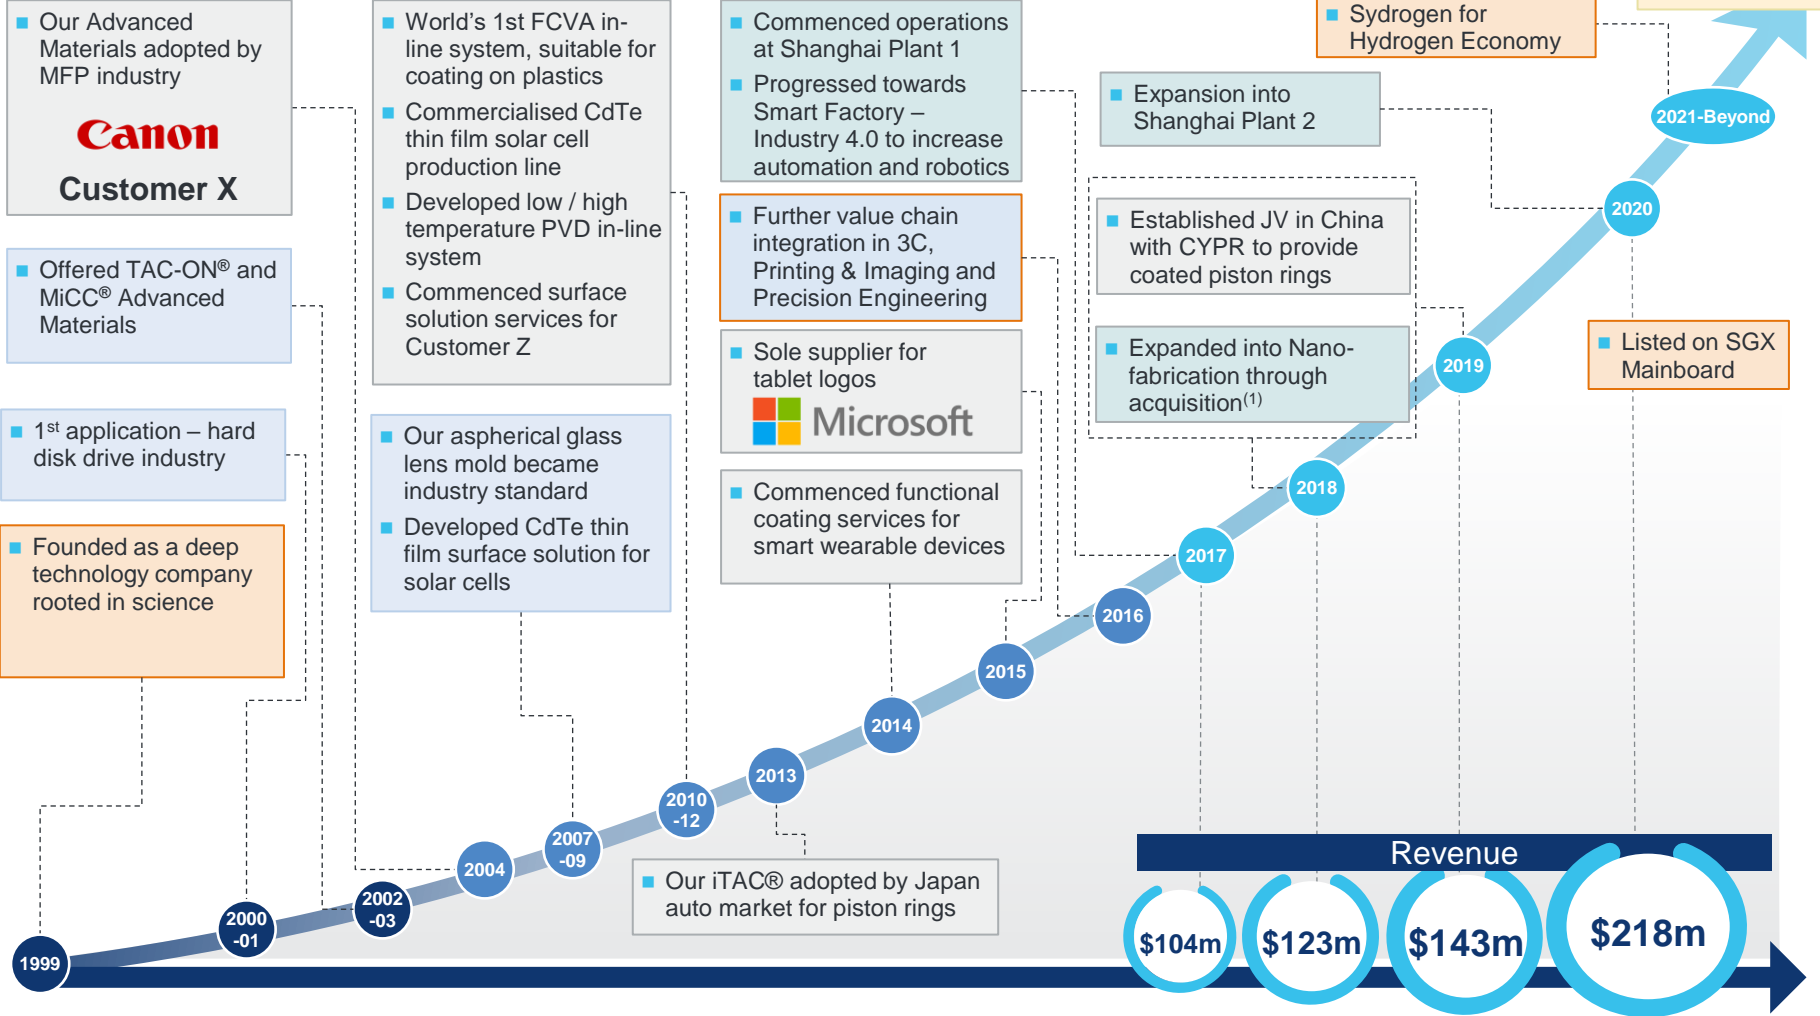 Our Advanced
Materials adopted by
MFP industry
Canon
Customer X
Offered TAC-ON® and
MiCC® Advanced
Materials
1st application – hard
disk drive industry
Founded as a deep
technology company
rooted in science
World's 1st FCVA in-
line system, suitable for
coating on plastics
Commercialised CdTe
thin film solar cell
production line
Developed low / high
temperature PVD in-line
system
Commenced surface
solution services for
Customer Z
Our aspherical glass
lens mold became
industry standard
Developed CdTe thin
film surface solution for
solar cells
Commenced operations
at Shanghai Plant 1
Progressed towards
Smart Factory –
Industry 4.0 to increase
automation and robotics
Further value chain
integration in 3C,
Printing & Imaging and
Precision Engineering
Sole supplier for
tablet logos
Microsoft
Commenced functional
coating services for
smart wearable devices
Our iTAC® adopted by Japan
auto market for piston rings
Sydrogen for
Hydrogen Economy
Expansion into
Shanghai Plant 2
Established JV in China
with CYPR to provide
coated piston rings
Expanded into Nano-
fabrication through
acquisition(1)
Listed on SGX
Mainboard
1999
2000
-01
2002
-03
2004
2007
-09
2010
-12
2013
2014
2015
2016
2017
2018
2019
2020
2021-Beyond
Revenue
$104m
$123m
$143m
$218m